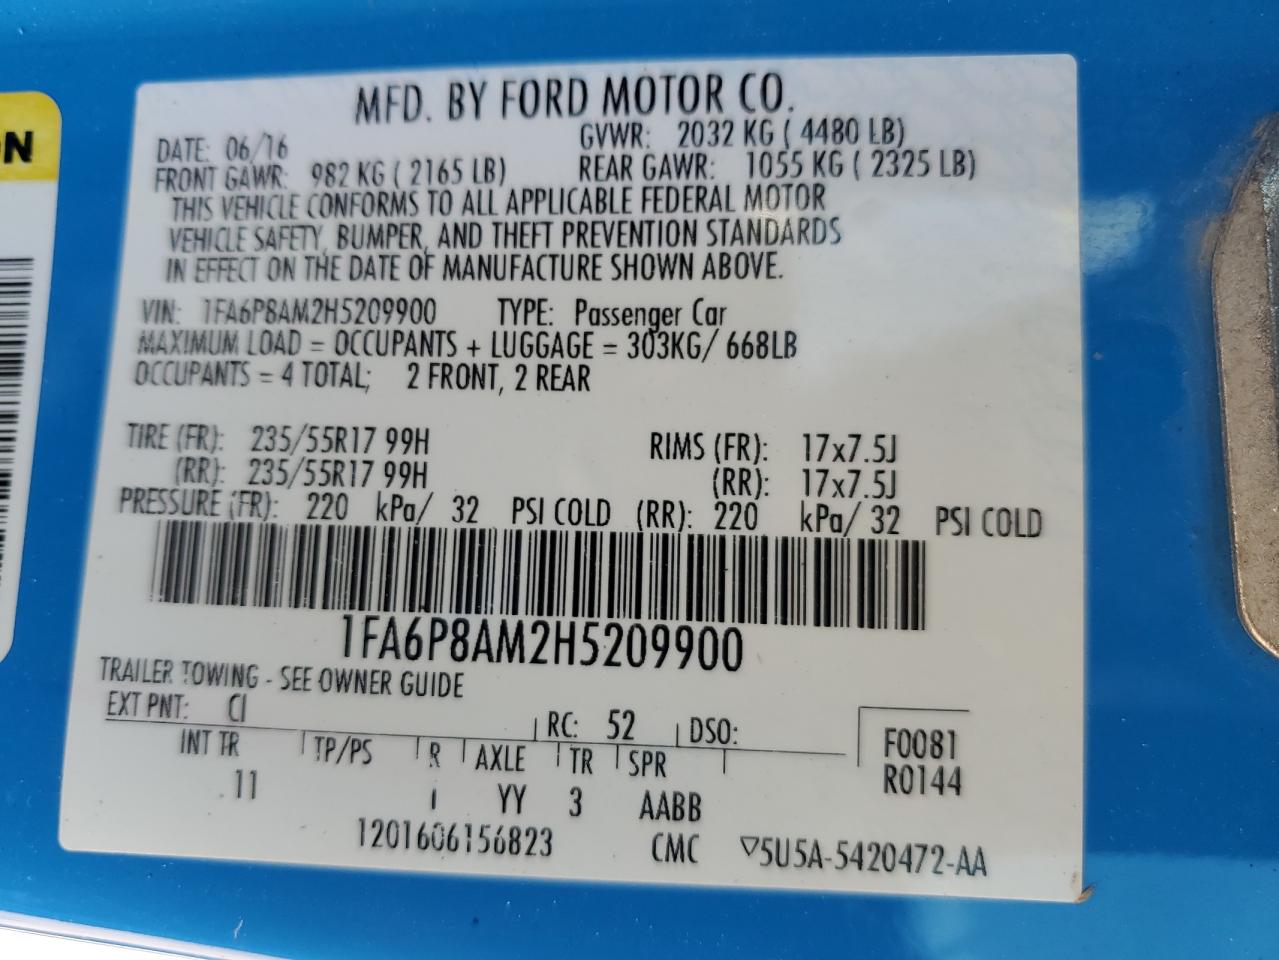 MFD. BY FORD MOTOR CO.
DATE: 06/16 GVWR: 2032 KG ( 4480 LB)
FRONT GAWR: 982 KG ( 2165 LB) REAR GAWR: 1055 KG ( 2325 LB)
THIS VEHICLE CONFORMS TO ALL APPLICABLE FEDERAL MOTOR
VEHICLE SAFETY, BUMPER, AND THEFT PREVENTION STANDARDS
IN EFFECT ON THE DATE OF MANUFACTURE SHOWN ABOVE.
VIN: 1FA6P8AM2H5209900 TYPE: Passenger Car
MAXIMUM LOAD = OCCUPANTS + LUGGAGE = 303KG/ 668LB
OCCUPANTS = 4 TOTAL; 2 FRONT, 2 REAR
TIRE (FR): 235/55R17 99H RIMS (FR): 17x7.5J
(RR): 235/55R17 99H (RR): 17x7.5J
PRESSURE (FR): 220 kPa/ 32 PSI COLD (RR): 220 kPa/ 32 PSI COLD
1FA6P8AM2H5209900
TRAILER TOWING - SEE OWNER GUIDE
EXT PNT: CI RC: 52 DSO:
INT TR TP/PS R AXLE TR SPR F0081
11 I YY 3 AABB R0144
1201606156823 CMC ▽5U5A-5420472-AA